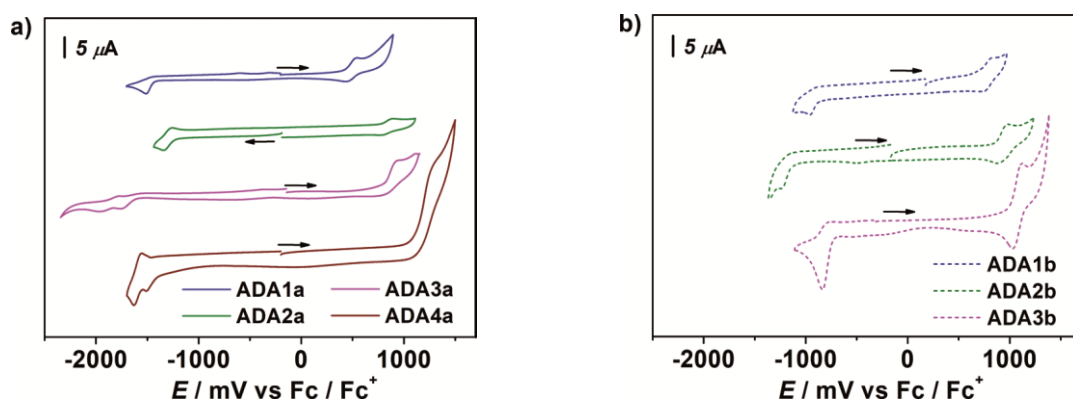 a)
5 μA
ADA1a
ADA3a
ADA2a
ADA4a
-2000 -1000 0 1000
E / mV vs Fc / Fc⁺
b)
5 μA
ADA1b
ADA2b
ADA3b
-1000 0 1000
E / mV vs Fc / Fc⁺